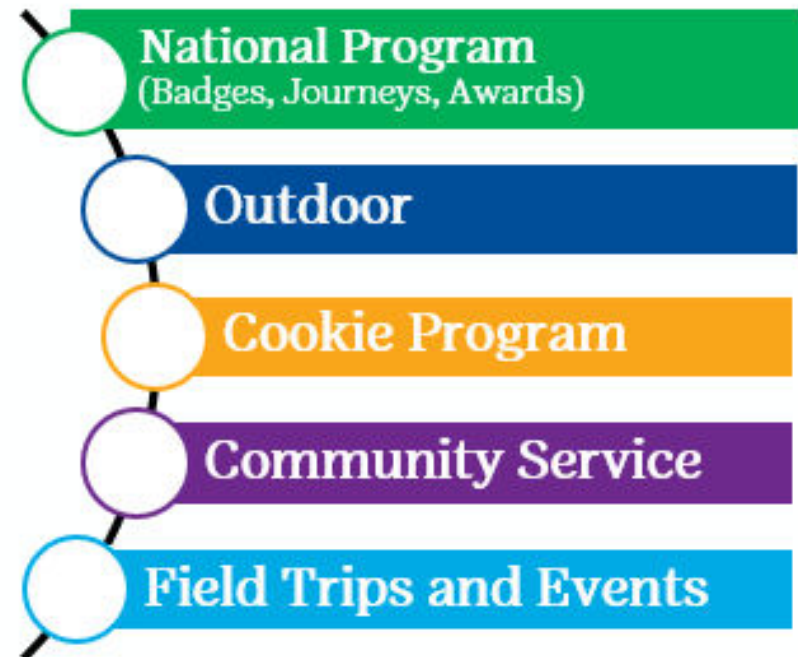 National Program
(Badges, Journeys, Awards)
Outdoor
Cookie Program
Community Service
Field Trips and Events